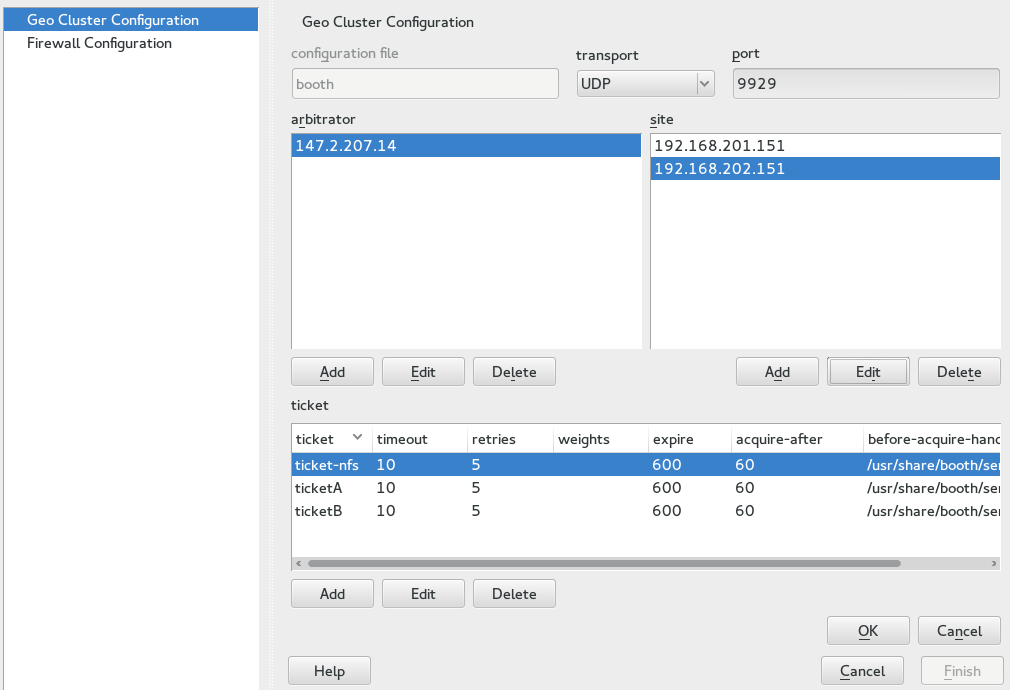 Geo Cluster Configuration
Firewall Configuration
Geo Cluster Configuration
configuration file transport port
booth UDP 9929
arbitrator site
147.2.207.14 192.168.201.151
192.168.202.151
Add Edit Delete Add Edit Delete
ticket
ticket timeout retries weights expire acquire-after before-acquire-hanc
ticket-nfs 10 5 600 60 /usr/share/booth/ser
ticketA 10 5 600 60 /usr/share/booth/ser
ticketB 10 5 600 60 /usr/share/booth/ser
Add Edit Delete
OK Cancel
Help Cancel Finish